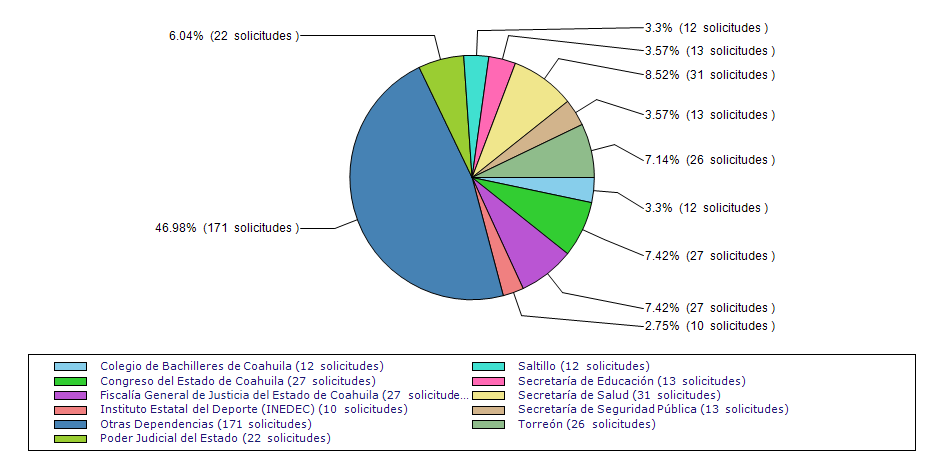 3.3% (12 solicitudes )
6.04% (22 solicitudes )
3.57% (13 solicitudes )
8.52% (31 solicitudes )
3.57% (13 solicitudes )
7.14% (26 solicitudes )
3.3% (12 solicitudes )
46.98% (171 solicitudes )
7.42% (27 solicitudes )
7.42% (27 solicitudes )
2.75% (10 solicitudes )
Colegio de Bachilleres de Coahuila (12 solicitudes)
Congreso del Estado de Coahuila (27 solicitudes)
Fiscalía General de Justicia del Estado de Coahuila (27 solicitude...
Instituto Estatal del Deporte (INEDEC) (10 solicitudes)
Otras Dependencias (171 solicitudes)
Poder Judicial del Estado (22 solicitudes)
Saltillo (12 solicitudes)
Secretaría de Educación (13 solicitudes)
Secretaría de Salud (31 solicitudes)
Secretaría de Seguridad Pública (13 solicitudes)
Torreón (26 solicitudes)